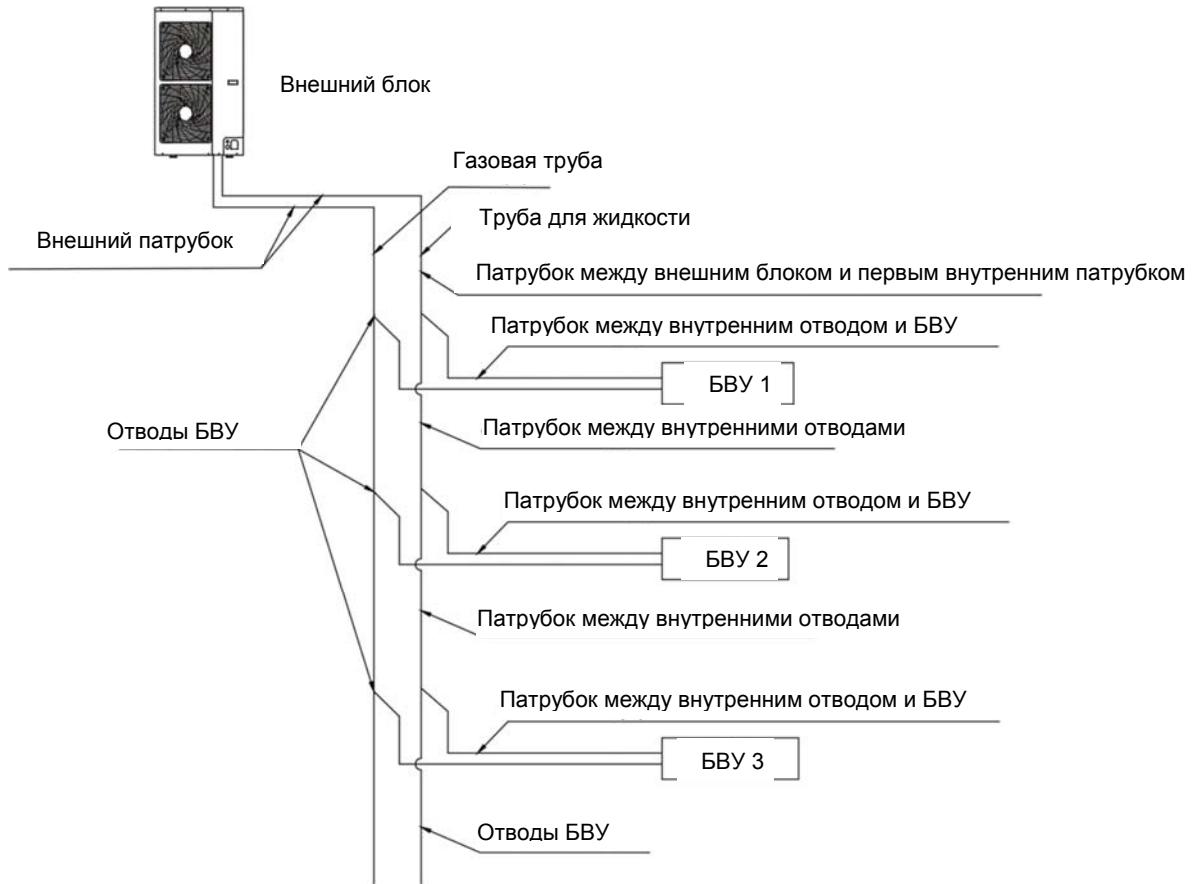 Внешний блок
Газовая труба
Труба для жидкости
Внешний патрубок
Патрубок между внешним блоком и первым внутренним патрубком
Патрубок между внутренним отводом и БВУ
БВУ 1
Отводы БВУ
Патрубок между внутренними отводами
Патрубок между внутренним отводом и БВУ
БВУ 2
Патрубок между внутренними отводами
Патрубок между внутренним отводом и БВУ
БВУ 3
Отводы БВУ